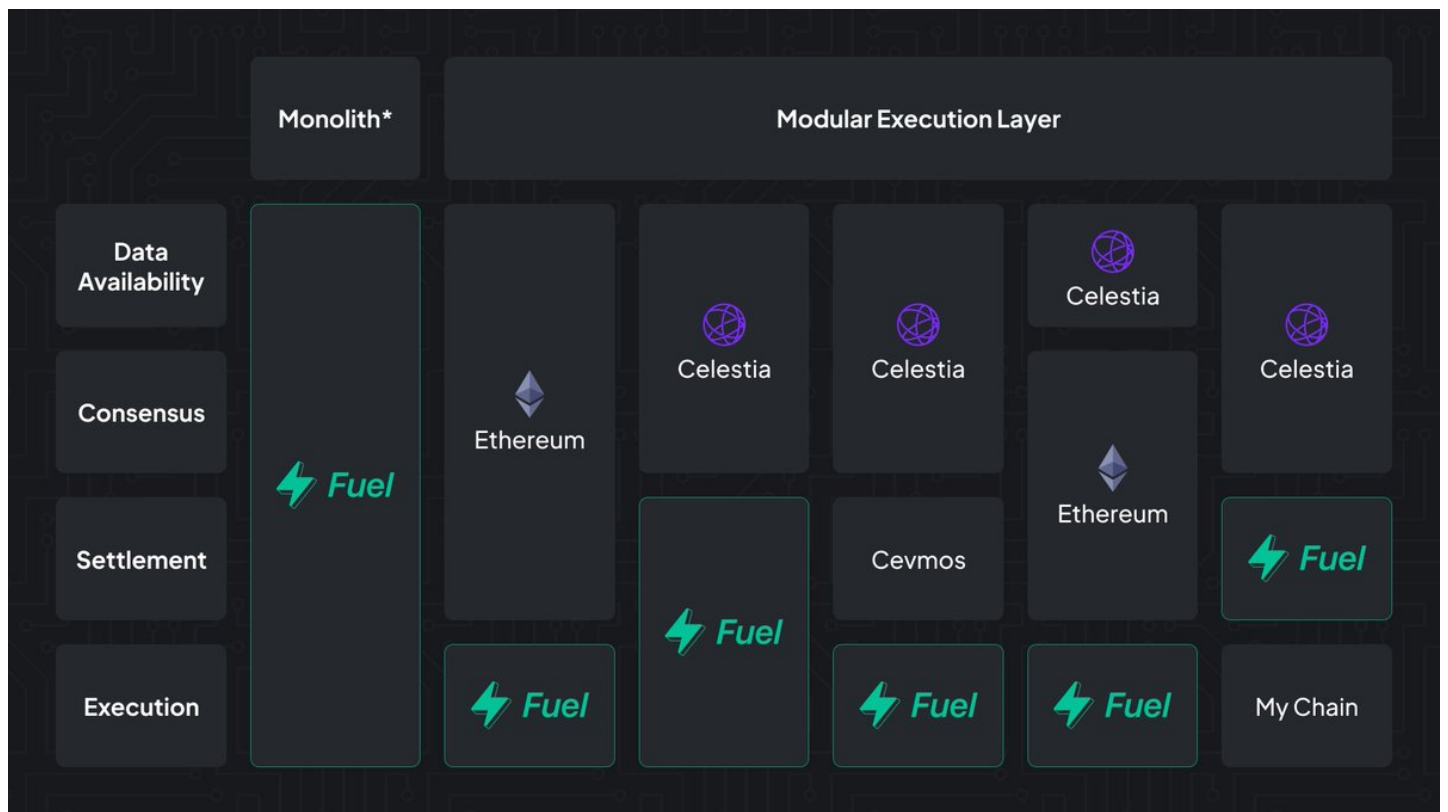 Monolith*
Modular Execution Layer
Data
Availability
Celestia
Celestia
Celestia
Celestia
Consensus
Ethereum
Fuel
Ethereum
Settlement
Cevmos
Fuel
Fuel
Execution
Fuel
Fuel
Fuel
My Chain